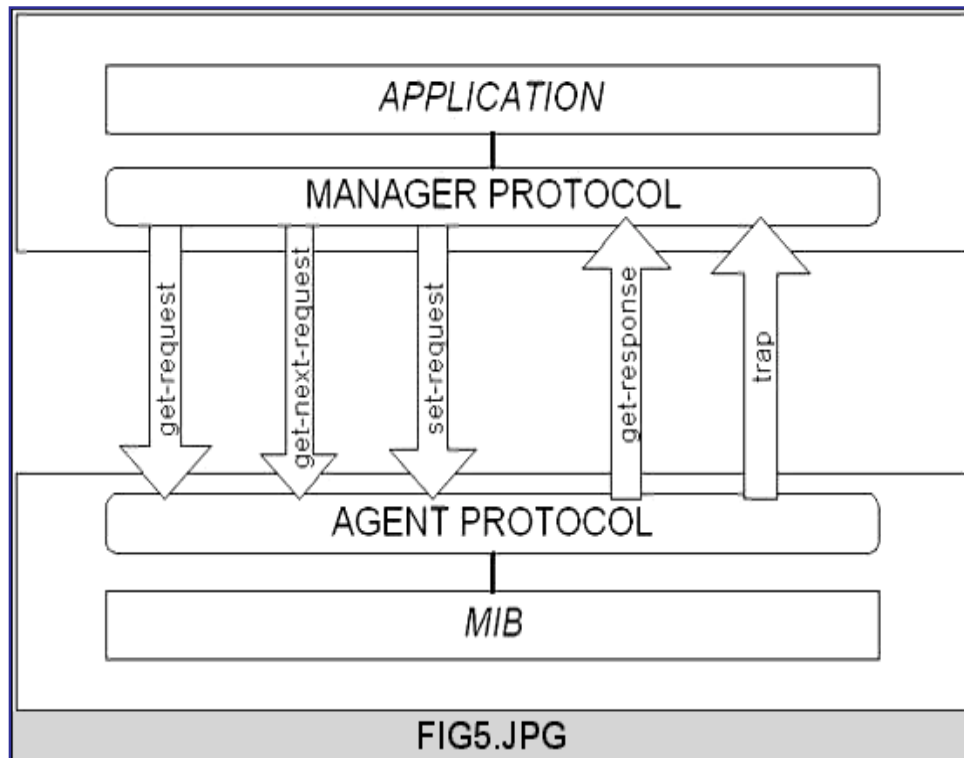 APPLICATION
MANAGER PROTOCOL
get-request
get-next-request
set-request
get-response
trap
AGENT PROTOCOL
MIB
FIG5.JPG